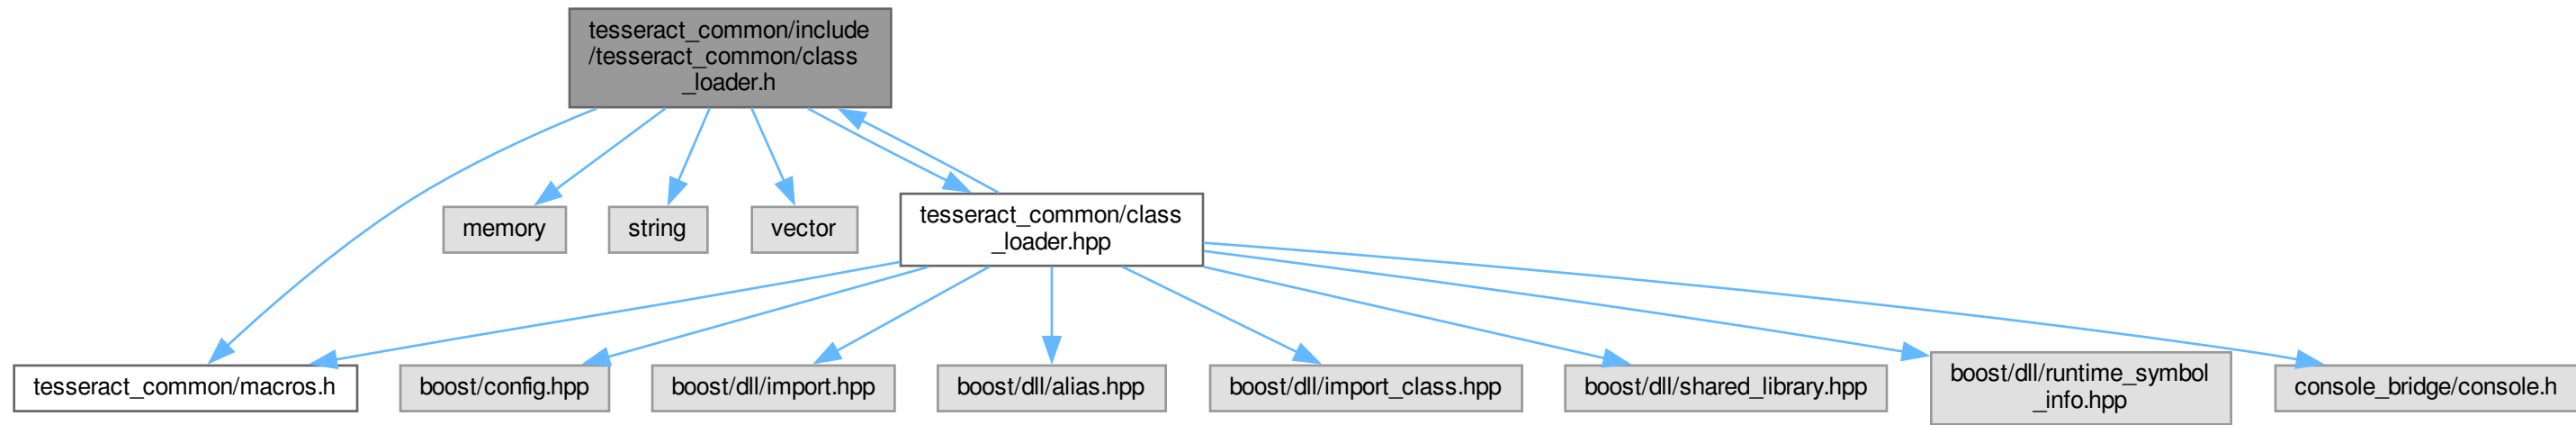 tesseract_common/include
/tesseract_common/class
_loader.h
memory
string
vector
tesseract_common/class
_loader.hpp
tesseract_common/macros.h
boost/config.hpp
boost/dll/import.hpp
boost/dll/alias.hpp
boost/dll/import_class.hpp
boost/dll/shared_library.hpp
boost/dll/runtime_symbol
_info.hpp
console_bridge/console.h